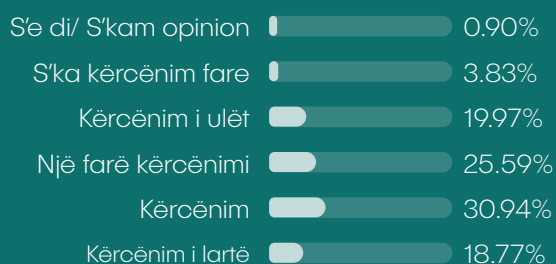 S'e di/ S'kam opinion 0.90%
S'ka kërcënim fare 3.83%
Kërcënim i ulët 19.97%
Një farë kërcënimi 25.59%
Kërcënim 30.94%
Kërcënim i lartë 18.77%